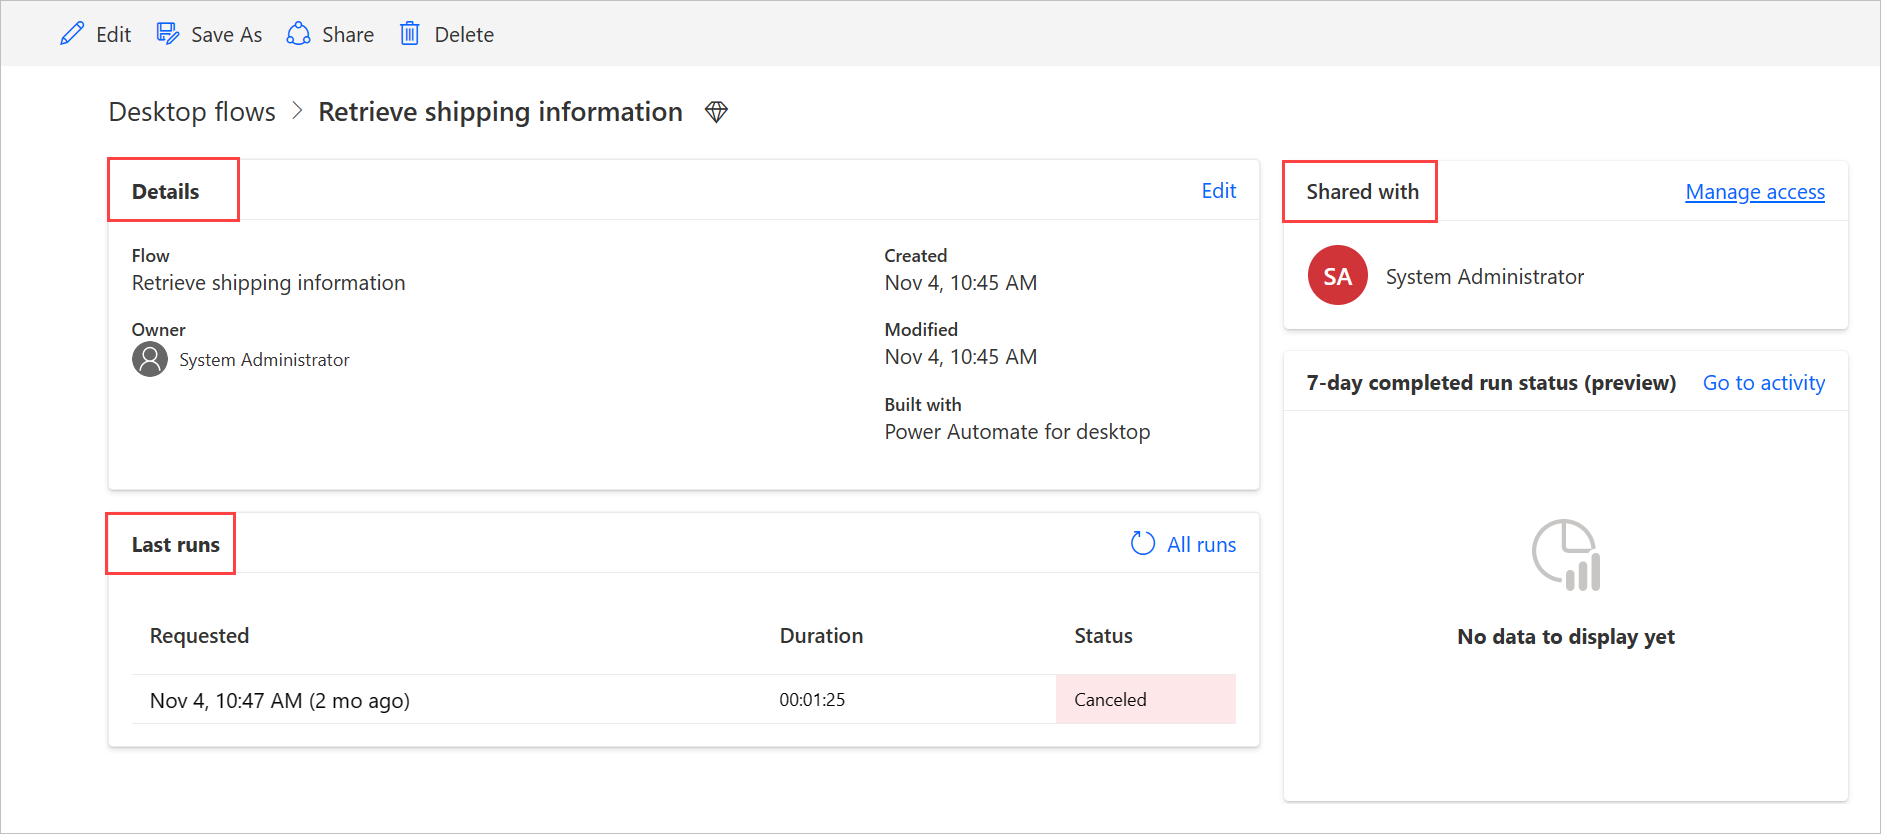 Edit Save As Share Delete
Desktop flows > Retrieve shipping information
Details Edit
Flow
Retrieve shipping information
Owner
System Administrator
Created
Nov 4, 10:45 AM
Modified
Nov 4, 10:45 AM
Built with
Power Automate for desktop
Shared with Manage access
SA System Administrator
7-day completed run status (preview) Go to activity
No data to display yet
Last runs All runs
Requested Duration Status
Nov 4, 10:47 AM (2 mo ago) 00:01:25 Canceled